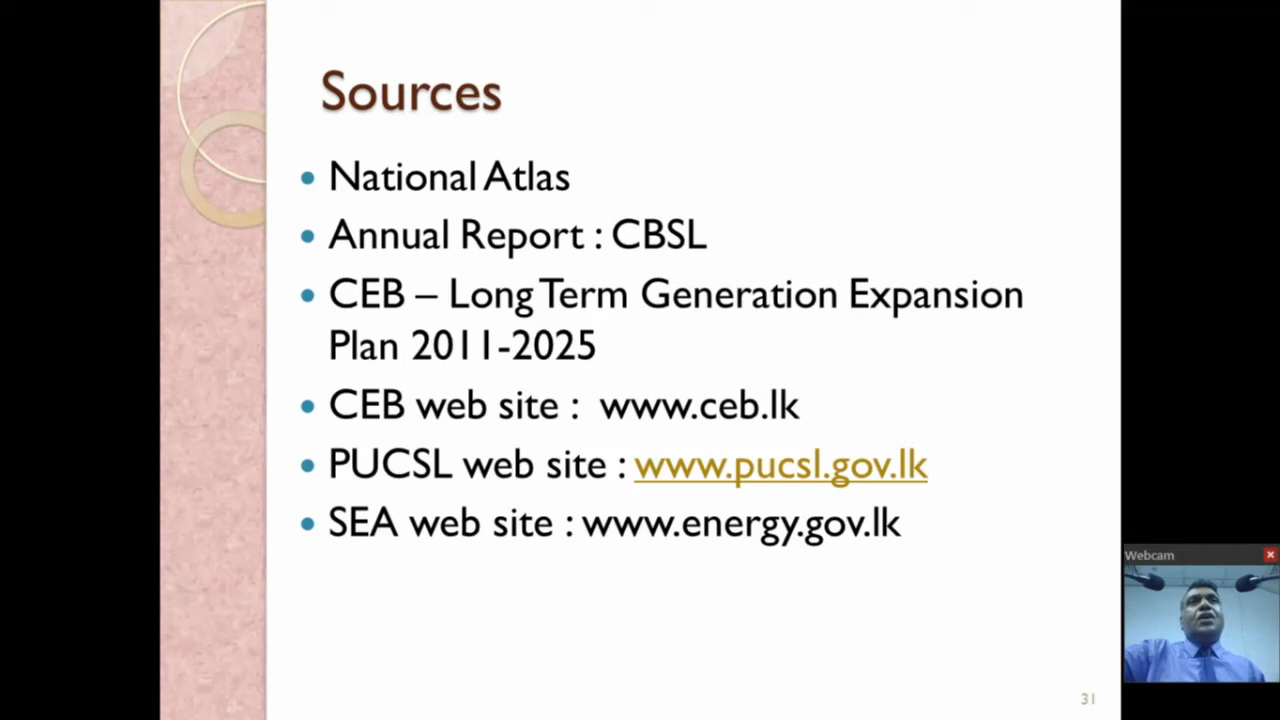 Sources
• National Atlas
• Annual Report : CBSL
• CEB – Long Term Generation Expansion
Plan 2011-2025
• CEB web site : www.ceb.lk
• PUCSL web site : www.pucsl.gov.lk
• SEA web site : www.energy.gov.lk
Webcam
31